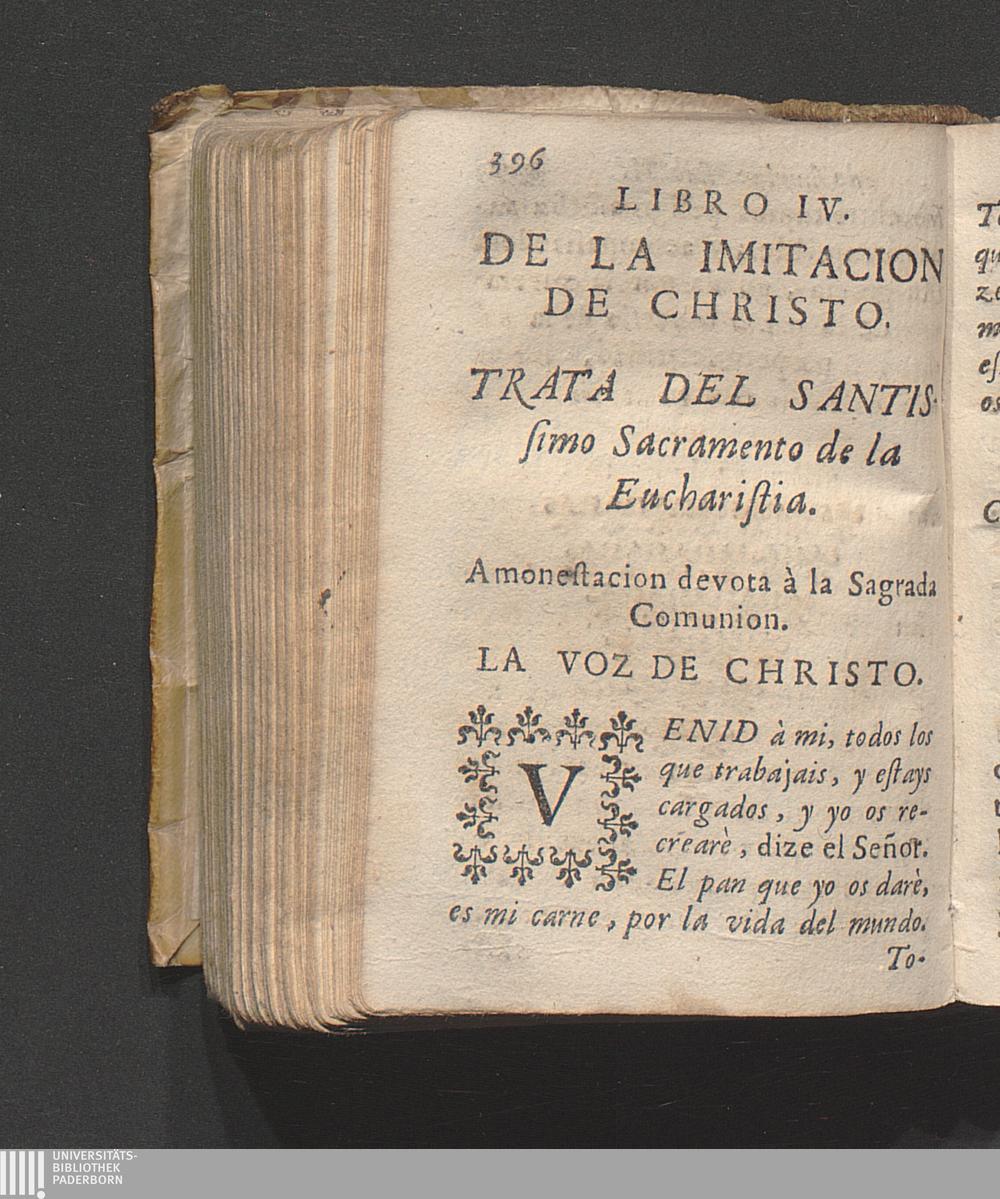 396
LIBRO IV.
DE LA IMITACION
DE CHRISTO.
TRATA DEL SANTIS-
ſimo Sacramento de la
Euchariſtia.
Amoneſtacion devota à la Sagrada
Comunion.
LA VOZ DE CHRISTO.
VENID à mi, todos los
que trabajais, y eſtays
cargados, y yo os re-
crearè, dize el Señor.
El pan que yo os darè,
es mi carne, por la vida del mundo.
To-
UNIVERSITÄTS-
BIBLIOTHEK
PADERBORN